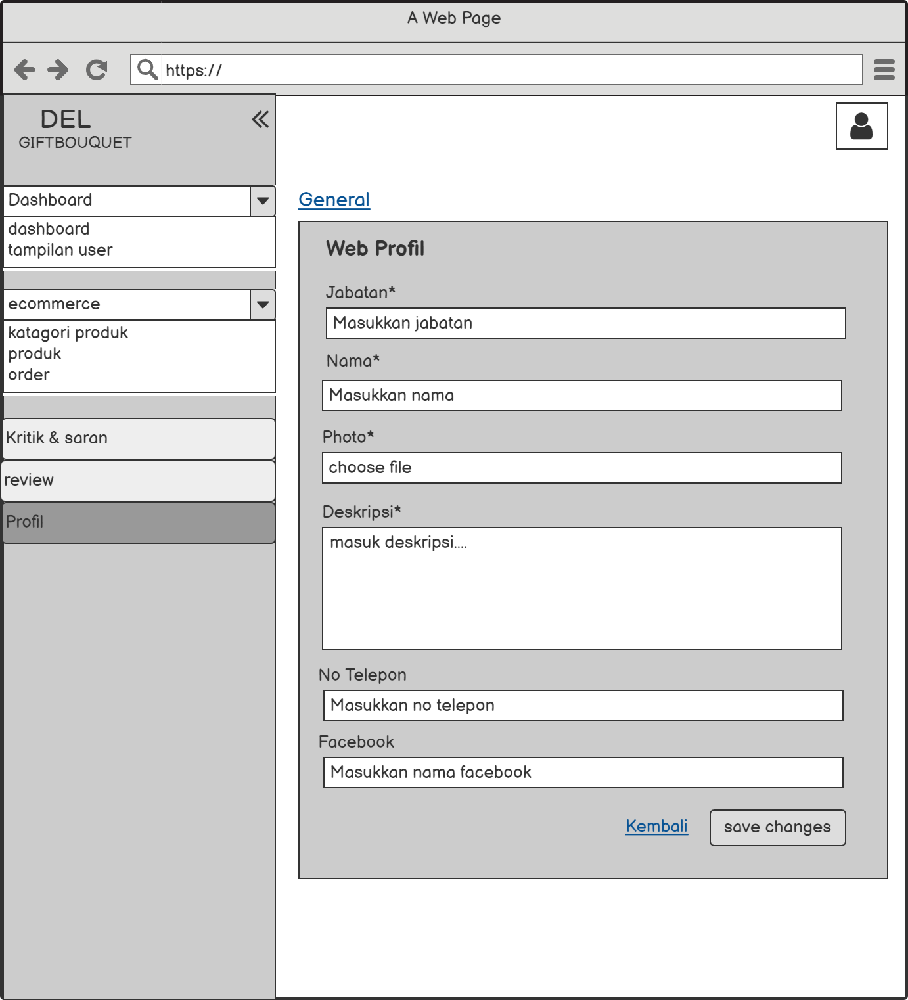 A Web Page
https://
DEL
GIFTBOUQUET
Dashboard
dashboard
tampilan user
ecommerce
katagori produk
produk
order
Kritik & saran
review
Profil
General
Web Profil
Jabatan*
Masukkan jabatan
Nama*
Masukkan nama
Photo*
choose file
Deskripsi*
masuk deskripsi....
No Telepon
Masukkan no telepon
Facebook
Masukkan nama facebook
Kembali
save changes